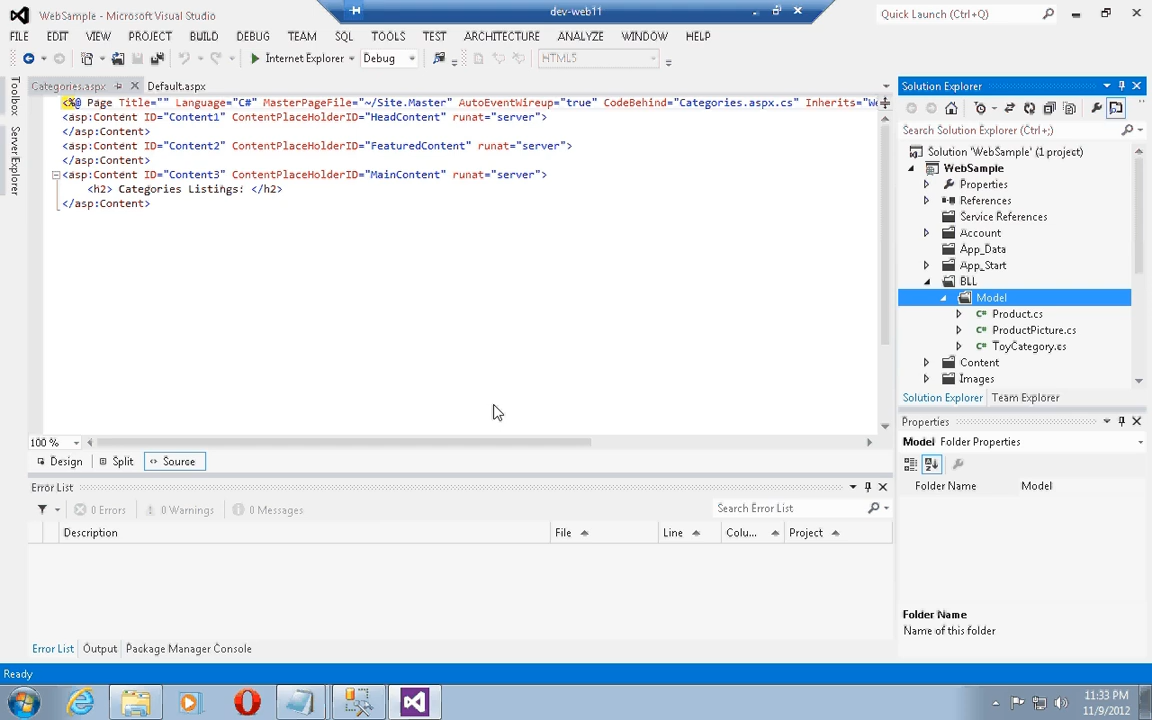 WebSample - Microsoft Visual Studio
dev-web11
Quick Launch (Ctrl+Q)
FILE EDIT VIEW PROJECT BUILD DEBUG TEAM SQL TOOLS TEST ARCHITECTURE ANALYZE WINDOW HELP
Internet Explorer Debug HTML5
Toolbox
Server Explorer
Categories.aspx Default.aspx
<%@ Page Title="" Language="C#" MasterPageFile="~/Site.Master" AutoEventWireup="true" CodeBehind="Categories.aspx.cs" Inherits="We
<asp:Content ID="Content1" ContentPlaceHolderID="HeadContent" runat="server">
</asp:Content>
<asp:Content ID="Content2" ContentPlaceHolderID="FeaturedContent" runat="server">
</asp:Content>
<asp:Content ID="Content3" ContentPlaceHolderID="MainContent" runat="server">
<h2> Categories Listings: </h2>
</asp:Content>
100 %
Design Split Source
Error List
0 Errors 0 Warnings 0 Messages Search Error List
Description File Line Colu... Project
Error List Output Package Manager Console
Solution Explorer
Search Solution Explorer (Ctrl+;)
Solution 'WebSample' (1 project)
WebSample
Properties
References
Service References
Account
App_Data
App_Start
BLL
Model
Product.cs
ProductPicture.cs
ToyCategory.cs
Content
Images
Solution Explorer Team Explorer
Properties
Model Folder Properties
Folder Name Model
Folder Name
Name of this folder
Ready
11:33 PM
11/9/2012